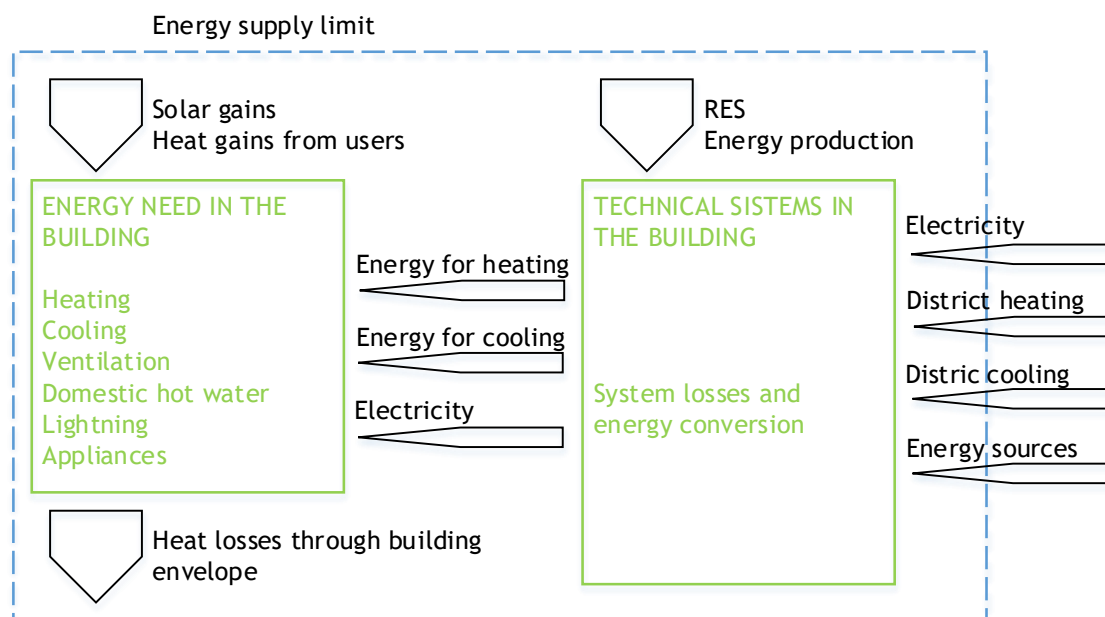 Energy supply limit
Solar gains
Heat gains from users
RES
Energy production
ENERGY NEED IN THE
BUILDING
Heating
Cooling
Ventilation
Domestic hot water
Lightning
Appliances
Energy for heating
Energy for cooling
Electricity
TECHNICAL SISTEMS IN
THE BUILDING
System losses and
energy conversion
Electricity
District heating
Distric cooling
Energy sources
Heat losses through building
envelope